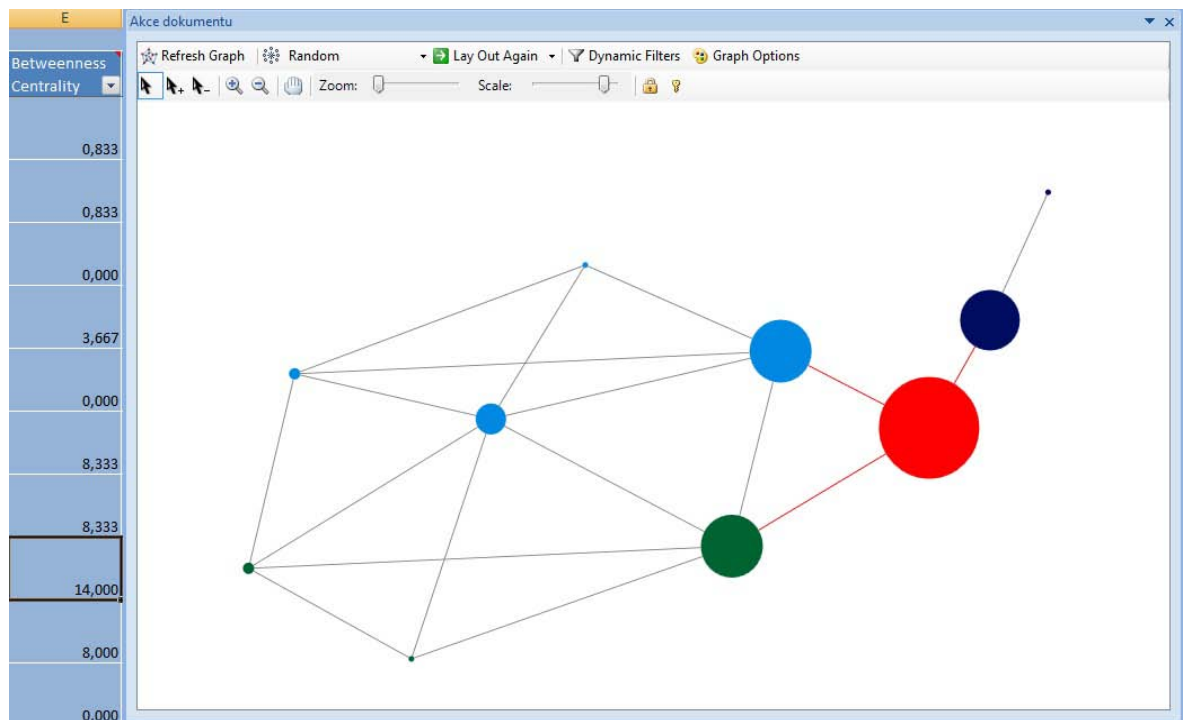 E
Akce dokumentu
Betweenness
Centrality
Refresh Graph Random Lay Out Again Dynamic Filters Graph Options
Zoom: Scale:
0,833
0,833
0,000
3,667
0,000
8,333
8,333
14,000
8,000
0,000